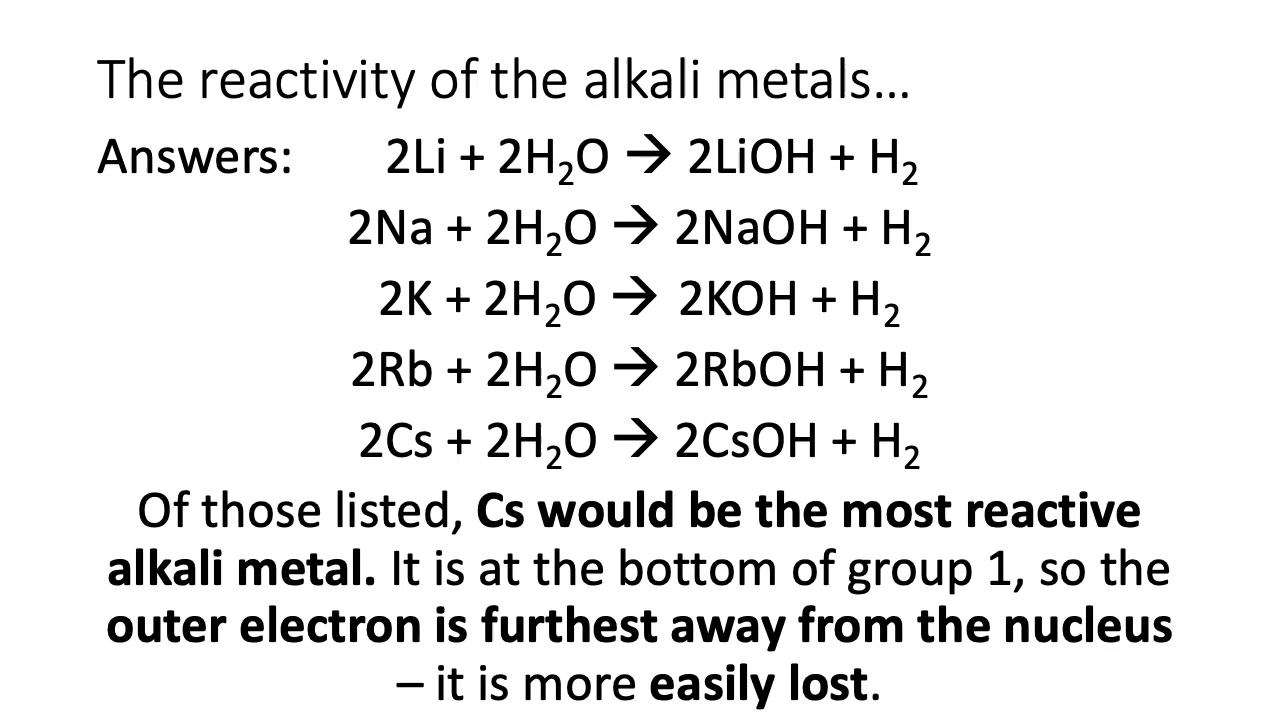 The reactivity of the alkali metals…
Answers: 2Li + 2H₂O → 2LiOH + H₂
2Na + 2H₂O → 2NaOH + H₂
2K + 2H₂O → 2KOH + H₂
2Rb + 2H₂O → 2RbOH + H₂
2Cs + 2H₂O → 2CsOH + H₂
Of those listed, Cs would be the most reactive
alkali metal. It is at the bottom of group 1, so the
outer electron is furthest away from the nucleus
– it is more easily lost.